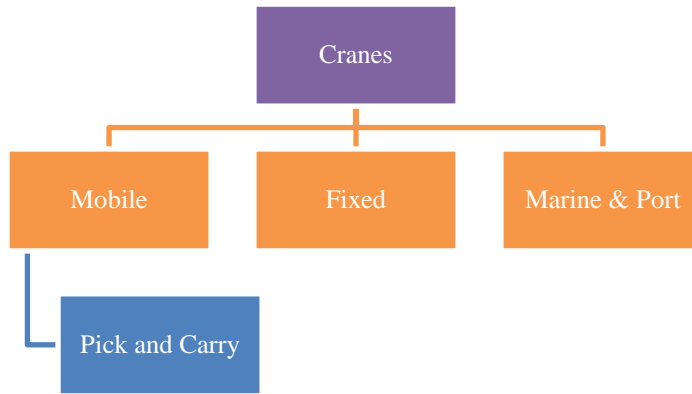 Cranes
Mobile
Fixed
Marine & Port
Pick and Carry